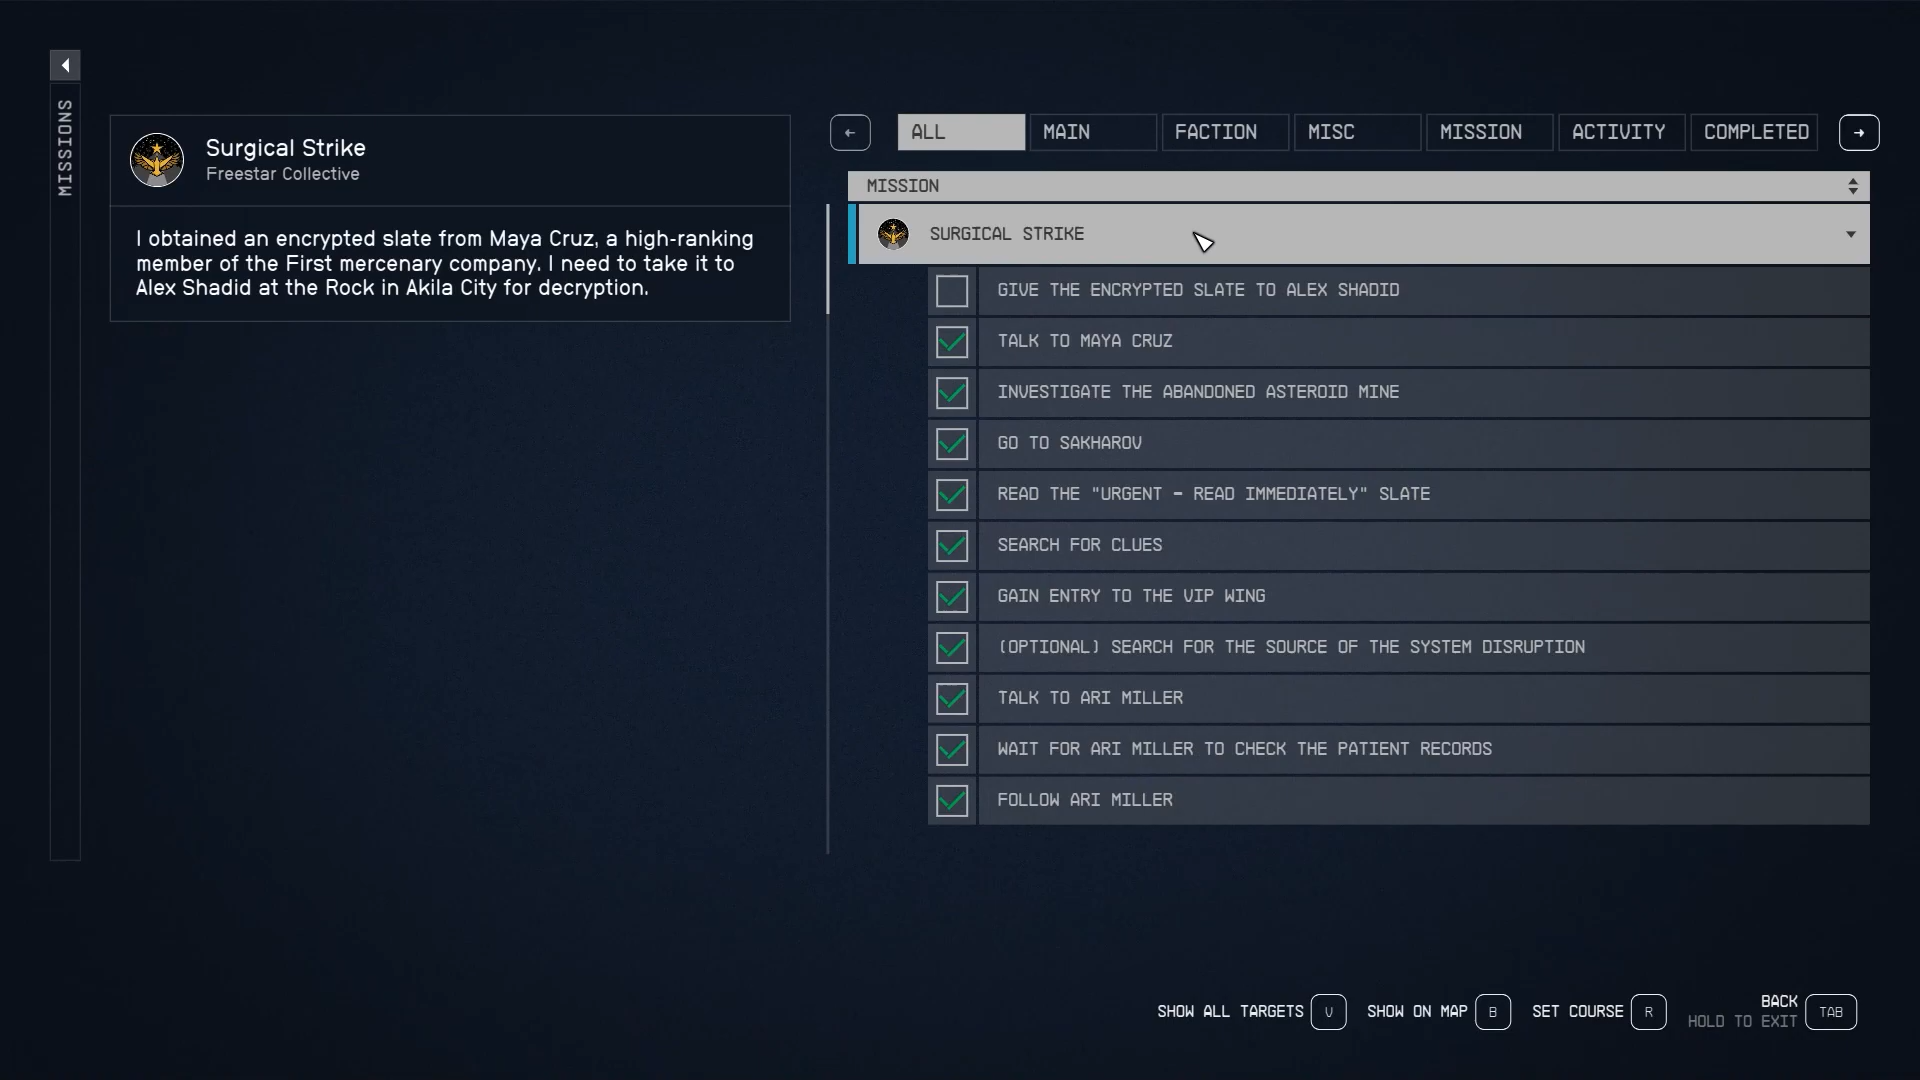 MISSIONS
Surgical Strike
Freestar Collective
I obtained an encrypted slate from Maya Cruz, a high-ranking
member of the First mercenary company. I need to take it to
Alex Shadid at the Rock in Akila City for decryption.
ALL MAIN FACTION MISC MISSION ACTIVITY COMPLETED
MISSION
SURGICAL STRIKE
GIVE THE ENCRYPTED SLATE TO ALEX SHADID
TALK TO MAYA CRUZ
INVESTIGATE THE ABANDONED ASTEROID MINE
GO TO SAKHAROV
READ THE "URGENT - READ IMMEDIATELY" SLATE
SEARCH FOR CLUES
GAIN ENTRY TO THE VIP WING
(OPTIONAL) SEARCH FOR THE SOURCE OF THE SYSTEM DISRUPTION
TALK TO ARI MILLER
WAIT FOR ARI MILLER TO CHECK THE PATIENT RECORDS
FOLLOW ARI MILLER
SHOW ALL TARGETS V SHOW ON MAP B SET COURSE R BACK TAB
HOLD TO EXIT